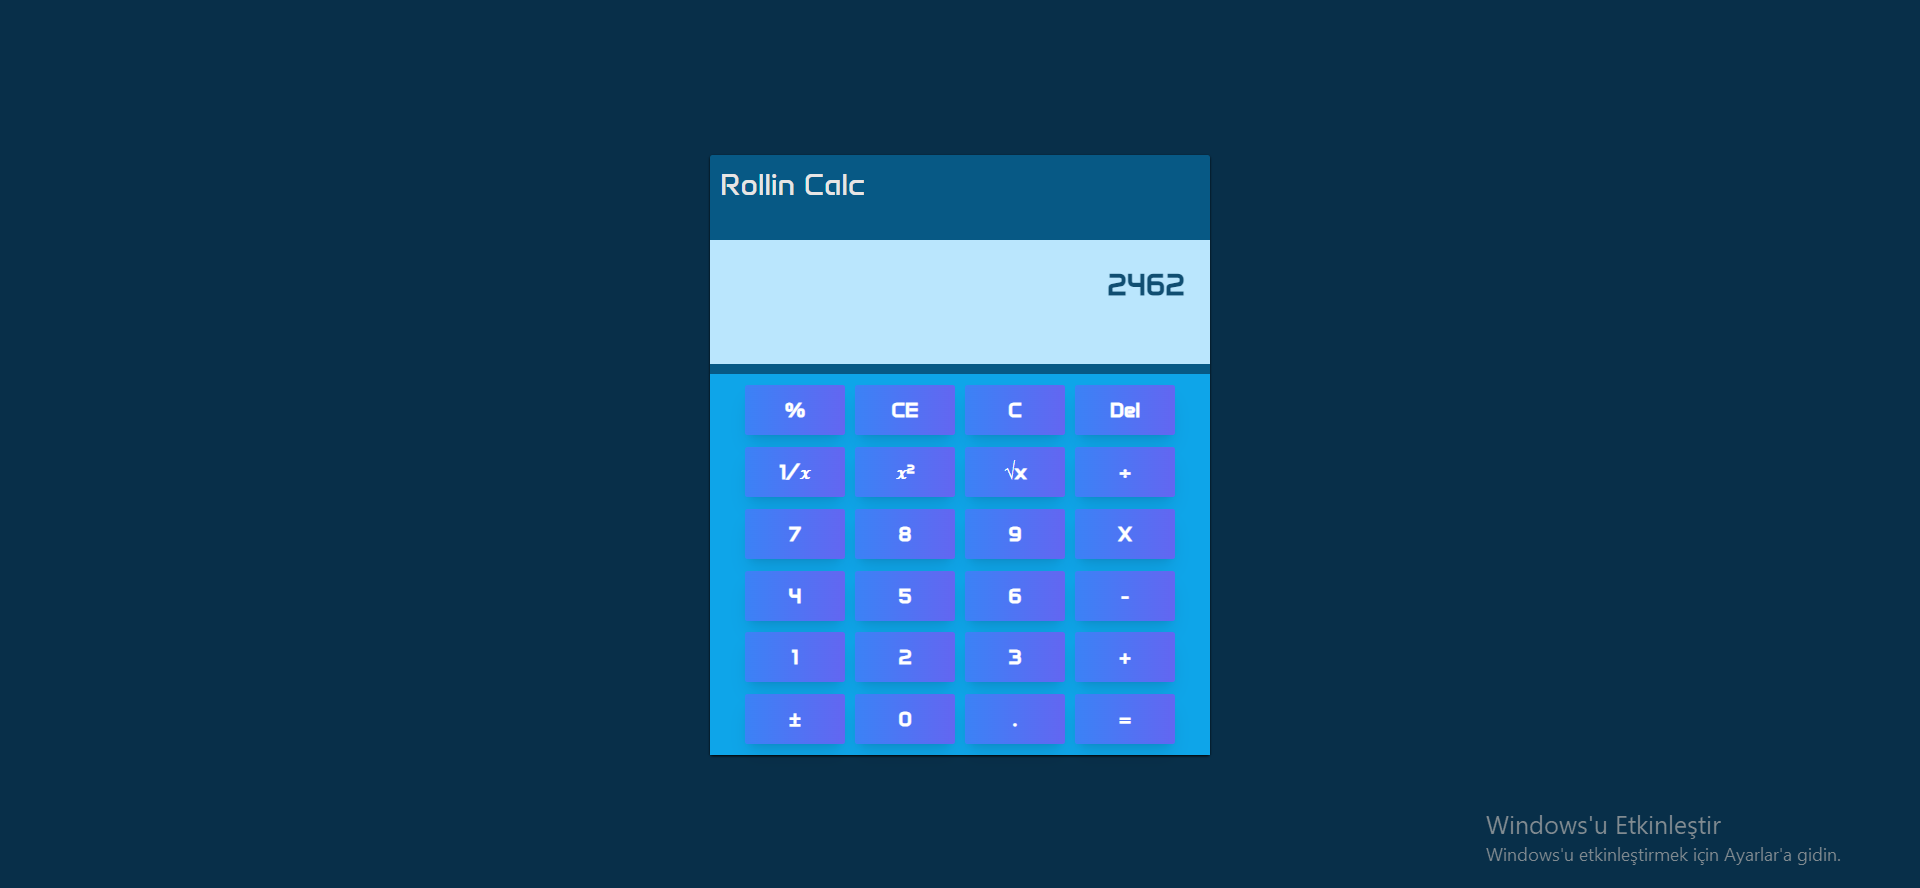 Rollin Calc
2462
% CE C Del
1/x x² √x ÷
7 8 9 X
4 5 6 -
1 2 3 +
± 0 . =
Windows'u Etkinleştir
Windows'u etkinleştirmek için Ayarlar'a gidin.